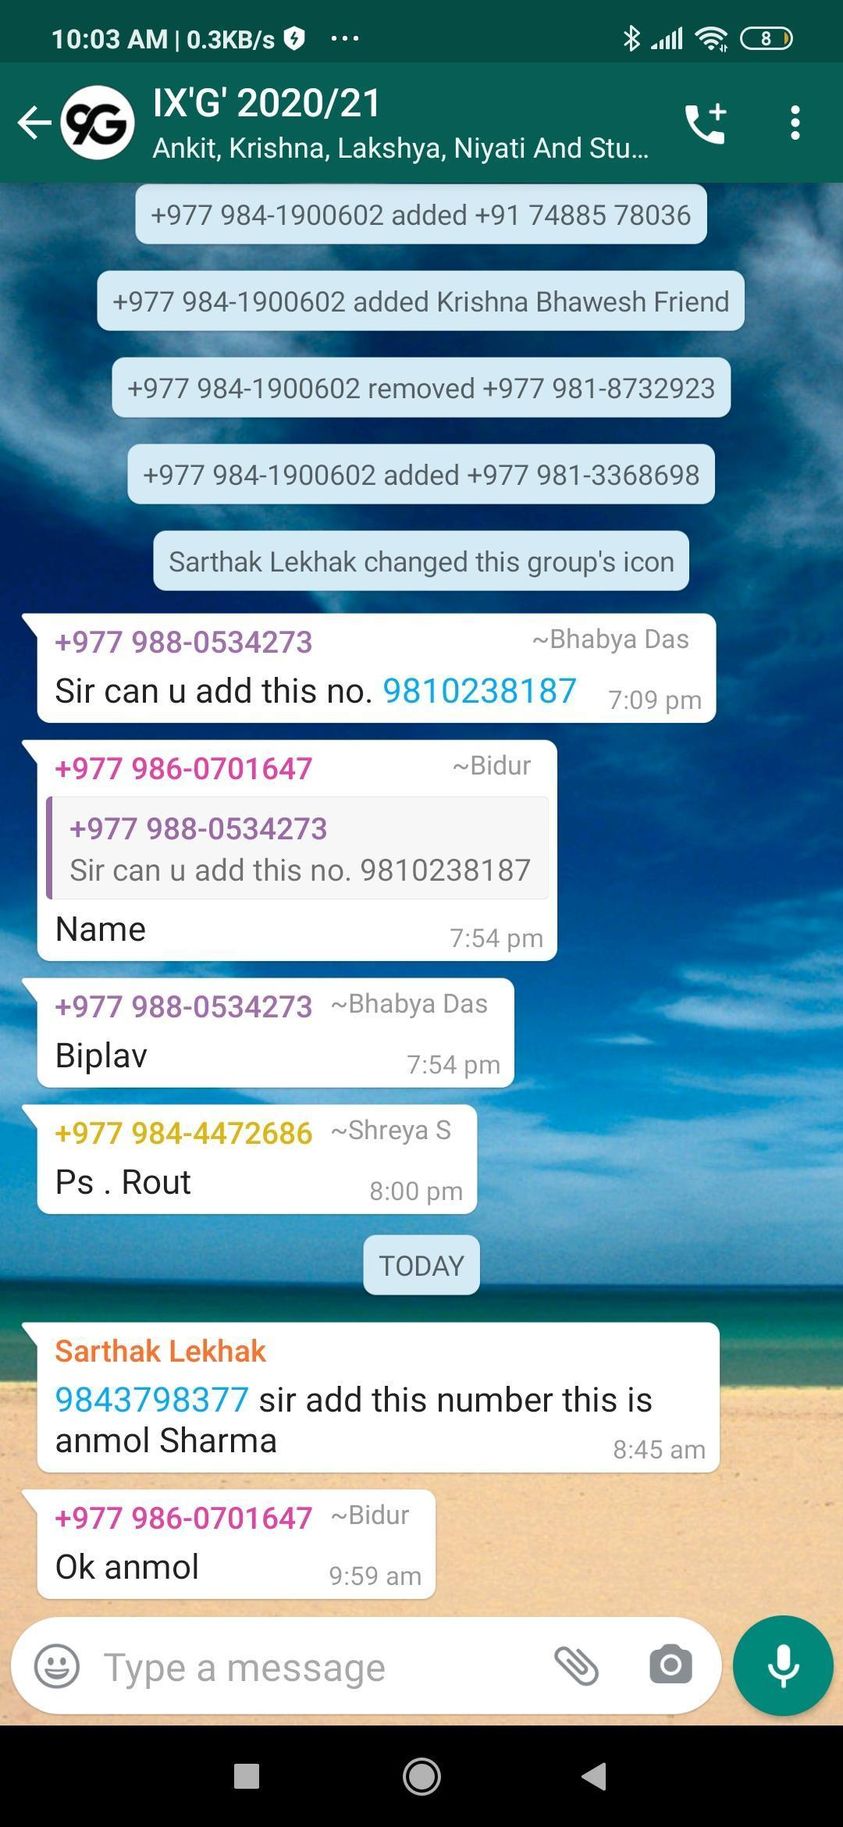 10:03 AM | 0.3KB/s ...
8
9G
IX'G' 2020/21
Ankit, Krishna, Lakshya, Niyati And Stu...
+977 984-1900602 added +91 74885 78036
+977 984-1900602 added Krishna Bhawesh Friend
+977 984-1900602 removed +977 981-8732923
+977 984-1900602 added +977 981-3368698
Sarthak Lekhak changed this group's icon
+977 988-0534273 ~Bhabya Das
Sir can u add this no. 9810238187 7:09 pm
+977 986-0701647 ~Bidur
+977 988-0534273
Sir can u add this no. 9810238187
Name 7:54 pm
+977 988-0534273 ~Bhabya Das
Biplav 7:54 pm
+977 984-4472686 ~Shreya S
Ps . Rout 8:00 pm
TODAY
Sarthak Lekhak
9843798377 sir add this number this is
anmol Sharma 8:45 am
+977 986-0701647 ~Bidur
Ok anmol 9:59 am
Type a message